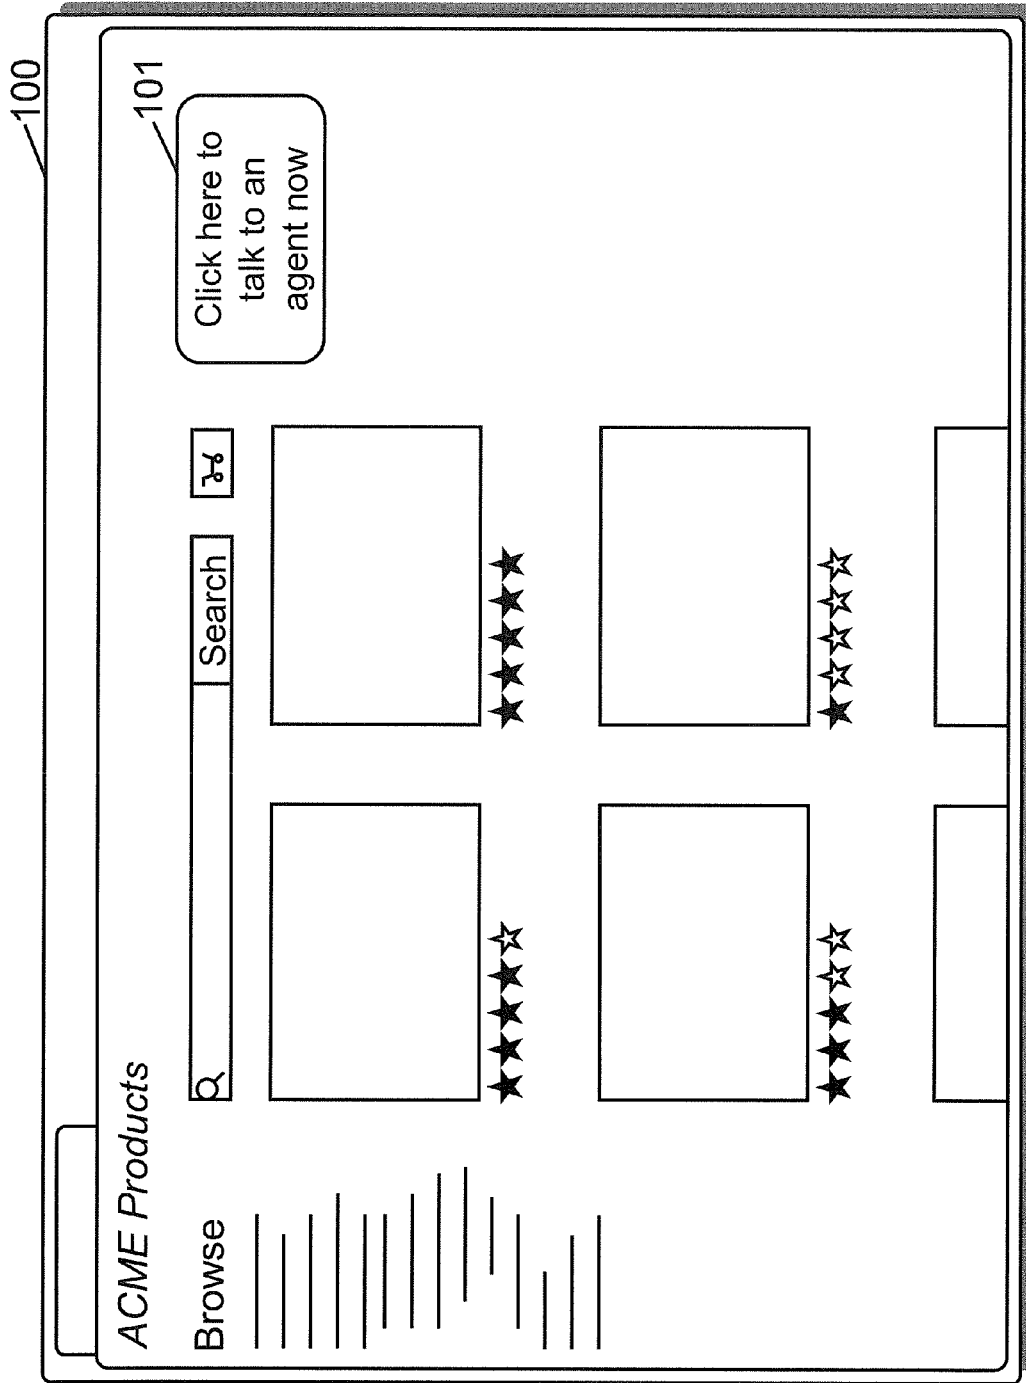 100
101
ACME Products
Click here to
talk to an
agent now
Search
Browse